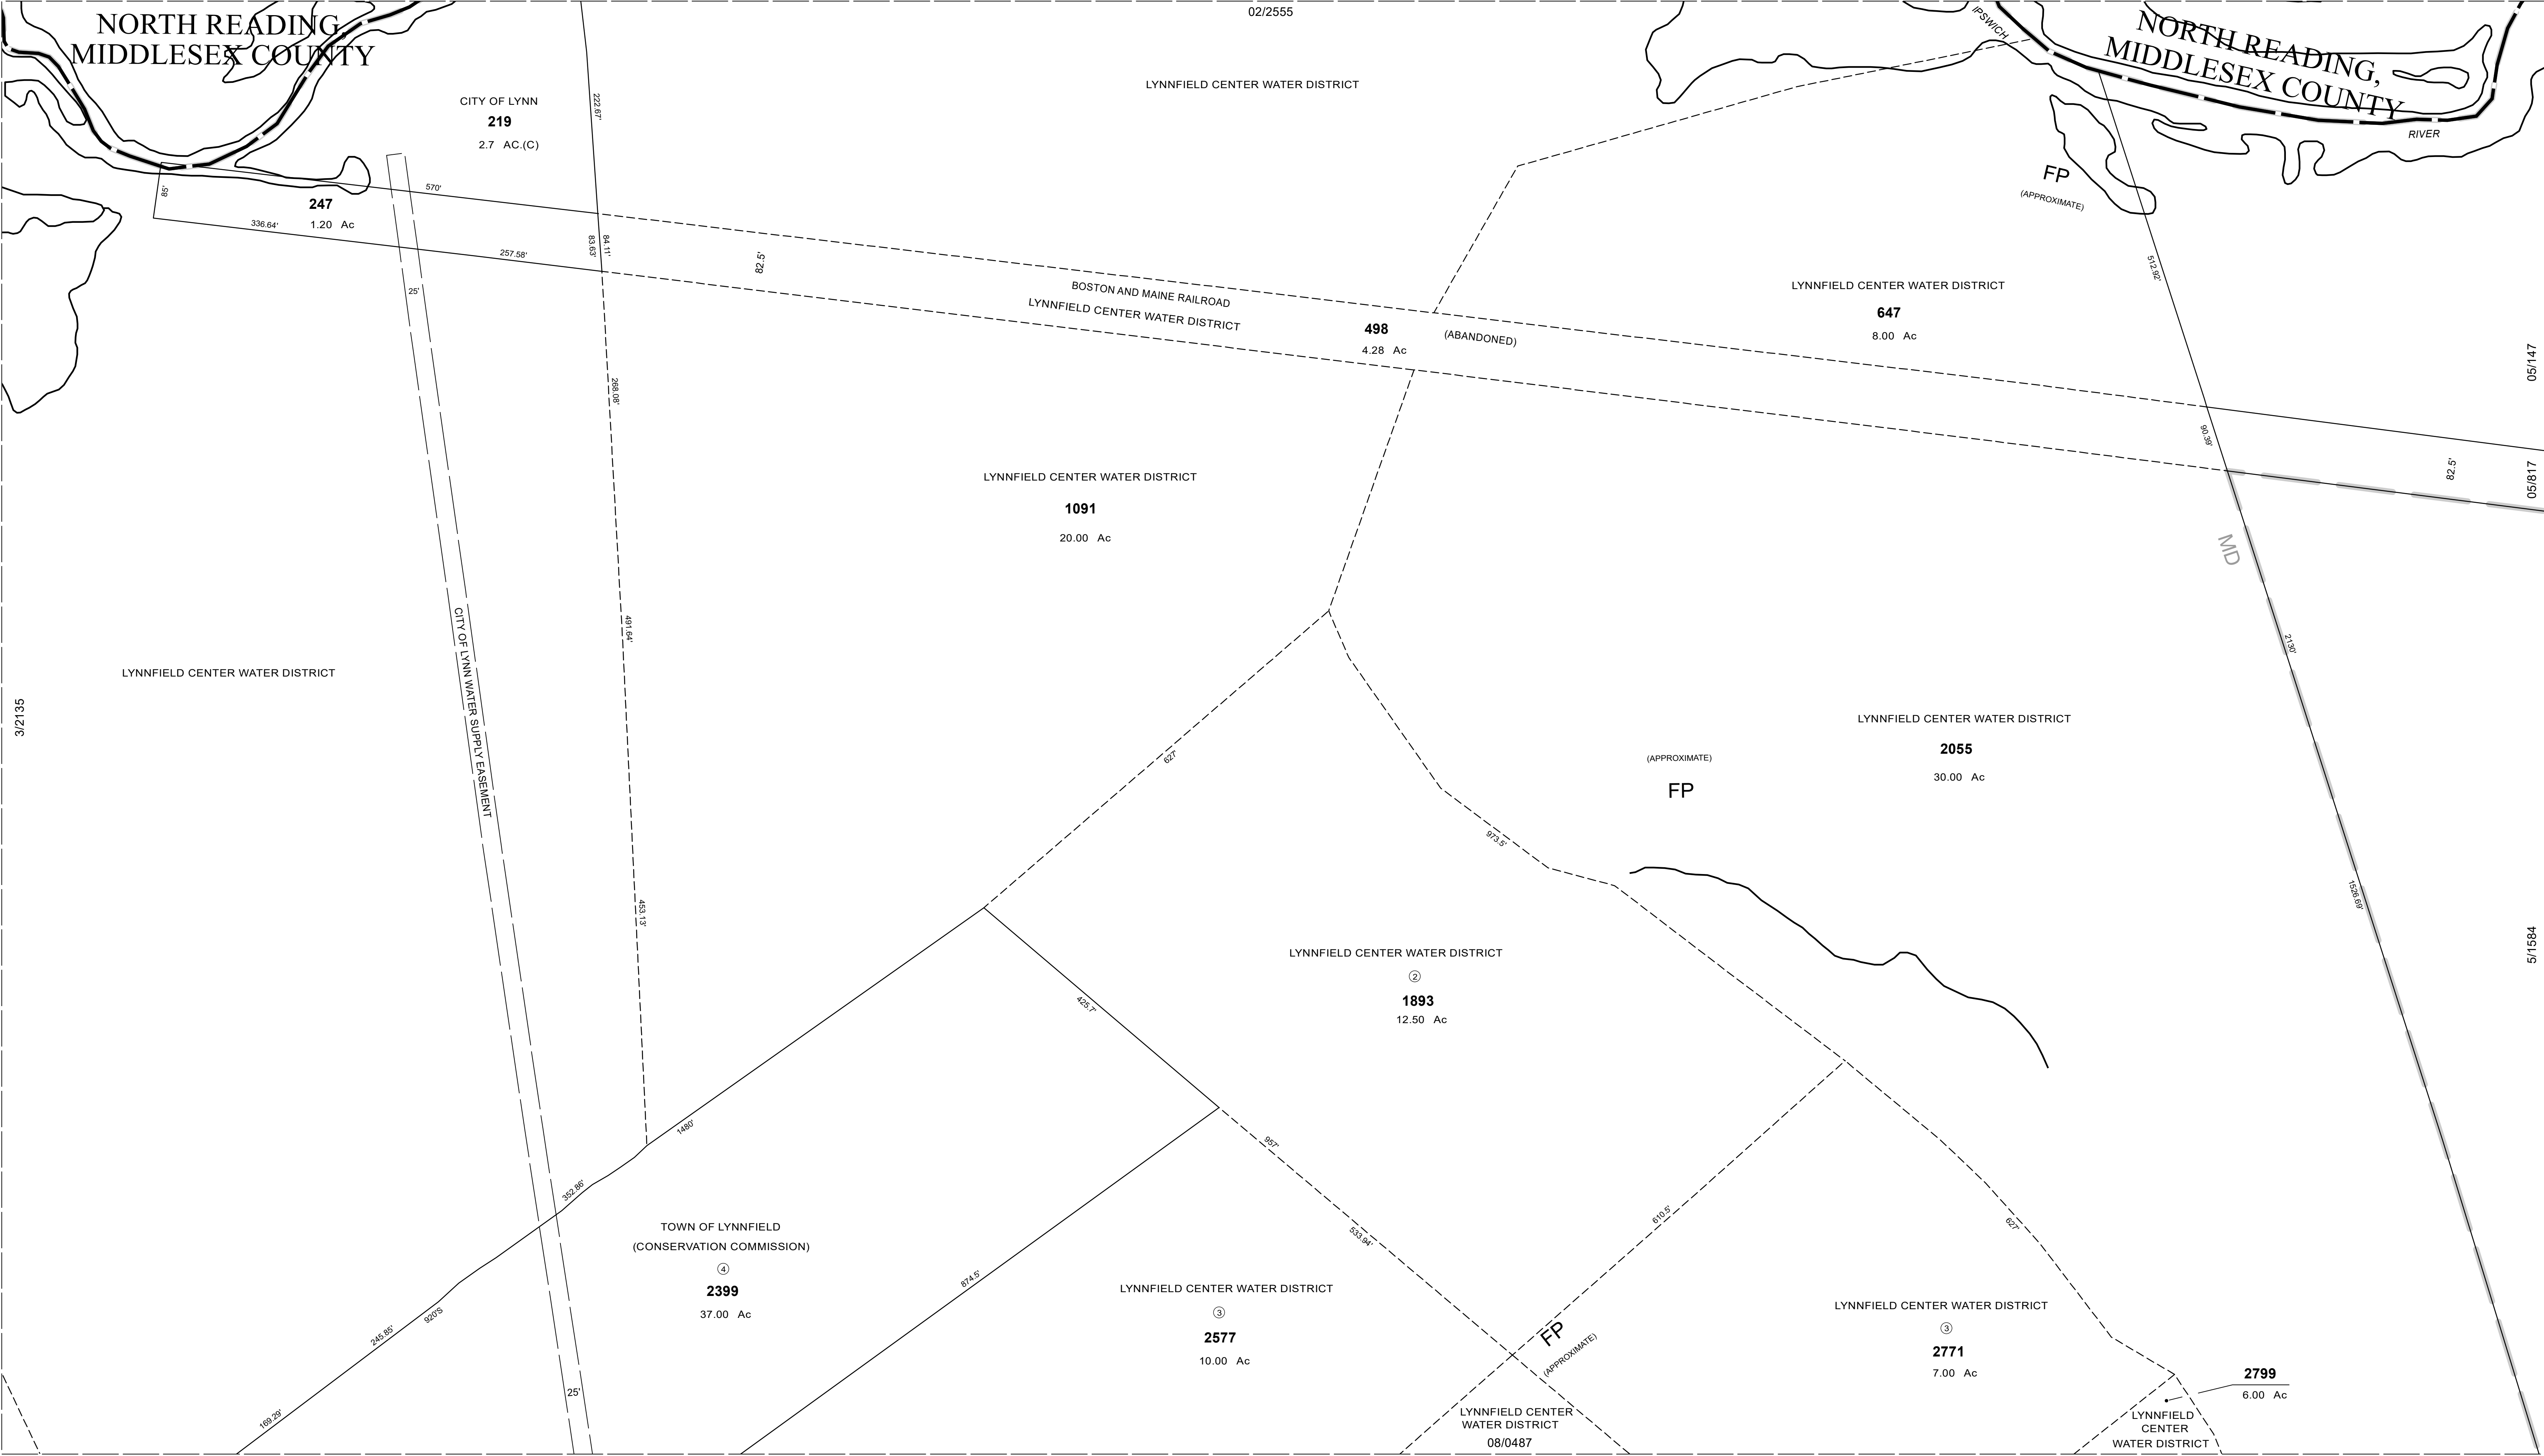 02/2555
NORTH READING,
MIDDLESEX COUNTY
IPSWICH
NORTH READING,
MIDDLESEX COUNTY
RIVER
LYNNFIELD CENTER WATER DISTRICT
CITY OF LYNN
219
2.7 AC.(C)
222.67'
FP
(APPROXIMATE)
85'
570'
247
1.20 Ac
336.64'
257.58'
83.63'
84.11'
82.5'
25'
BOSTON AND MAINE RAILROAD
LYNNFIELD CENTER WATER DISTRICT
498
4.28 Ac
(ABANDONED)
LYNNFIELD CENTER WATER DISTRICT
647
8.00 Ac
512.92'
05/147
268.08'
90.39'
82.5'
05/817
LYNNFIELD CENTER WATER DISTRICT
1091
20.00 Ac
MD
491.64'
2130'
LYNNFIELD CENTER WATER DISTRICT
3/2135
CITY OF LYNN WATER SUPPLY EASEMENT
627'
LYNNFIELD CENTER WATER DISTRICT
2055
30.00 Ac
(APPROXIMATE)
FP
973.5'
453.13'
1526.69'
5/1584
LYNNFIELD CENTER WATER DISTRICT
2
1893
12.50 Ac
425.7'
1480'
957'
352.86'
610.5'
627'
533.94'
TOWN OF LYNNFIELD
(CONSERVATION COMMISSION)
4
2399
37.00 Ac
874.5'
LYNNFIELD CENTER WATER DISTRICT
3
2577
10.00 Ac
920'S
245.85'
169.29'
25'
FP
(APPROXIMATE)
LYNNFIELD CENTER WATER DISTRICT
3
2771
7.00 Ac
2799
6.00 Ac
LYNNFIELD CENTER
WATER DISTRICT
08/0487
LYNNFIELD
CENTER
WATER DISTRICT